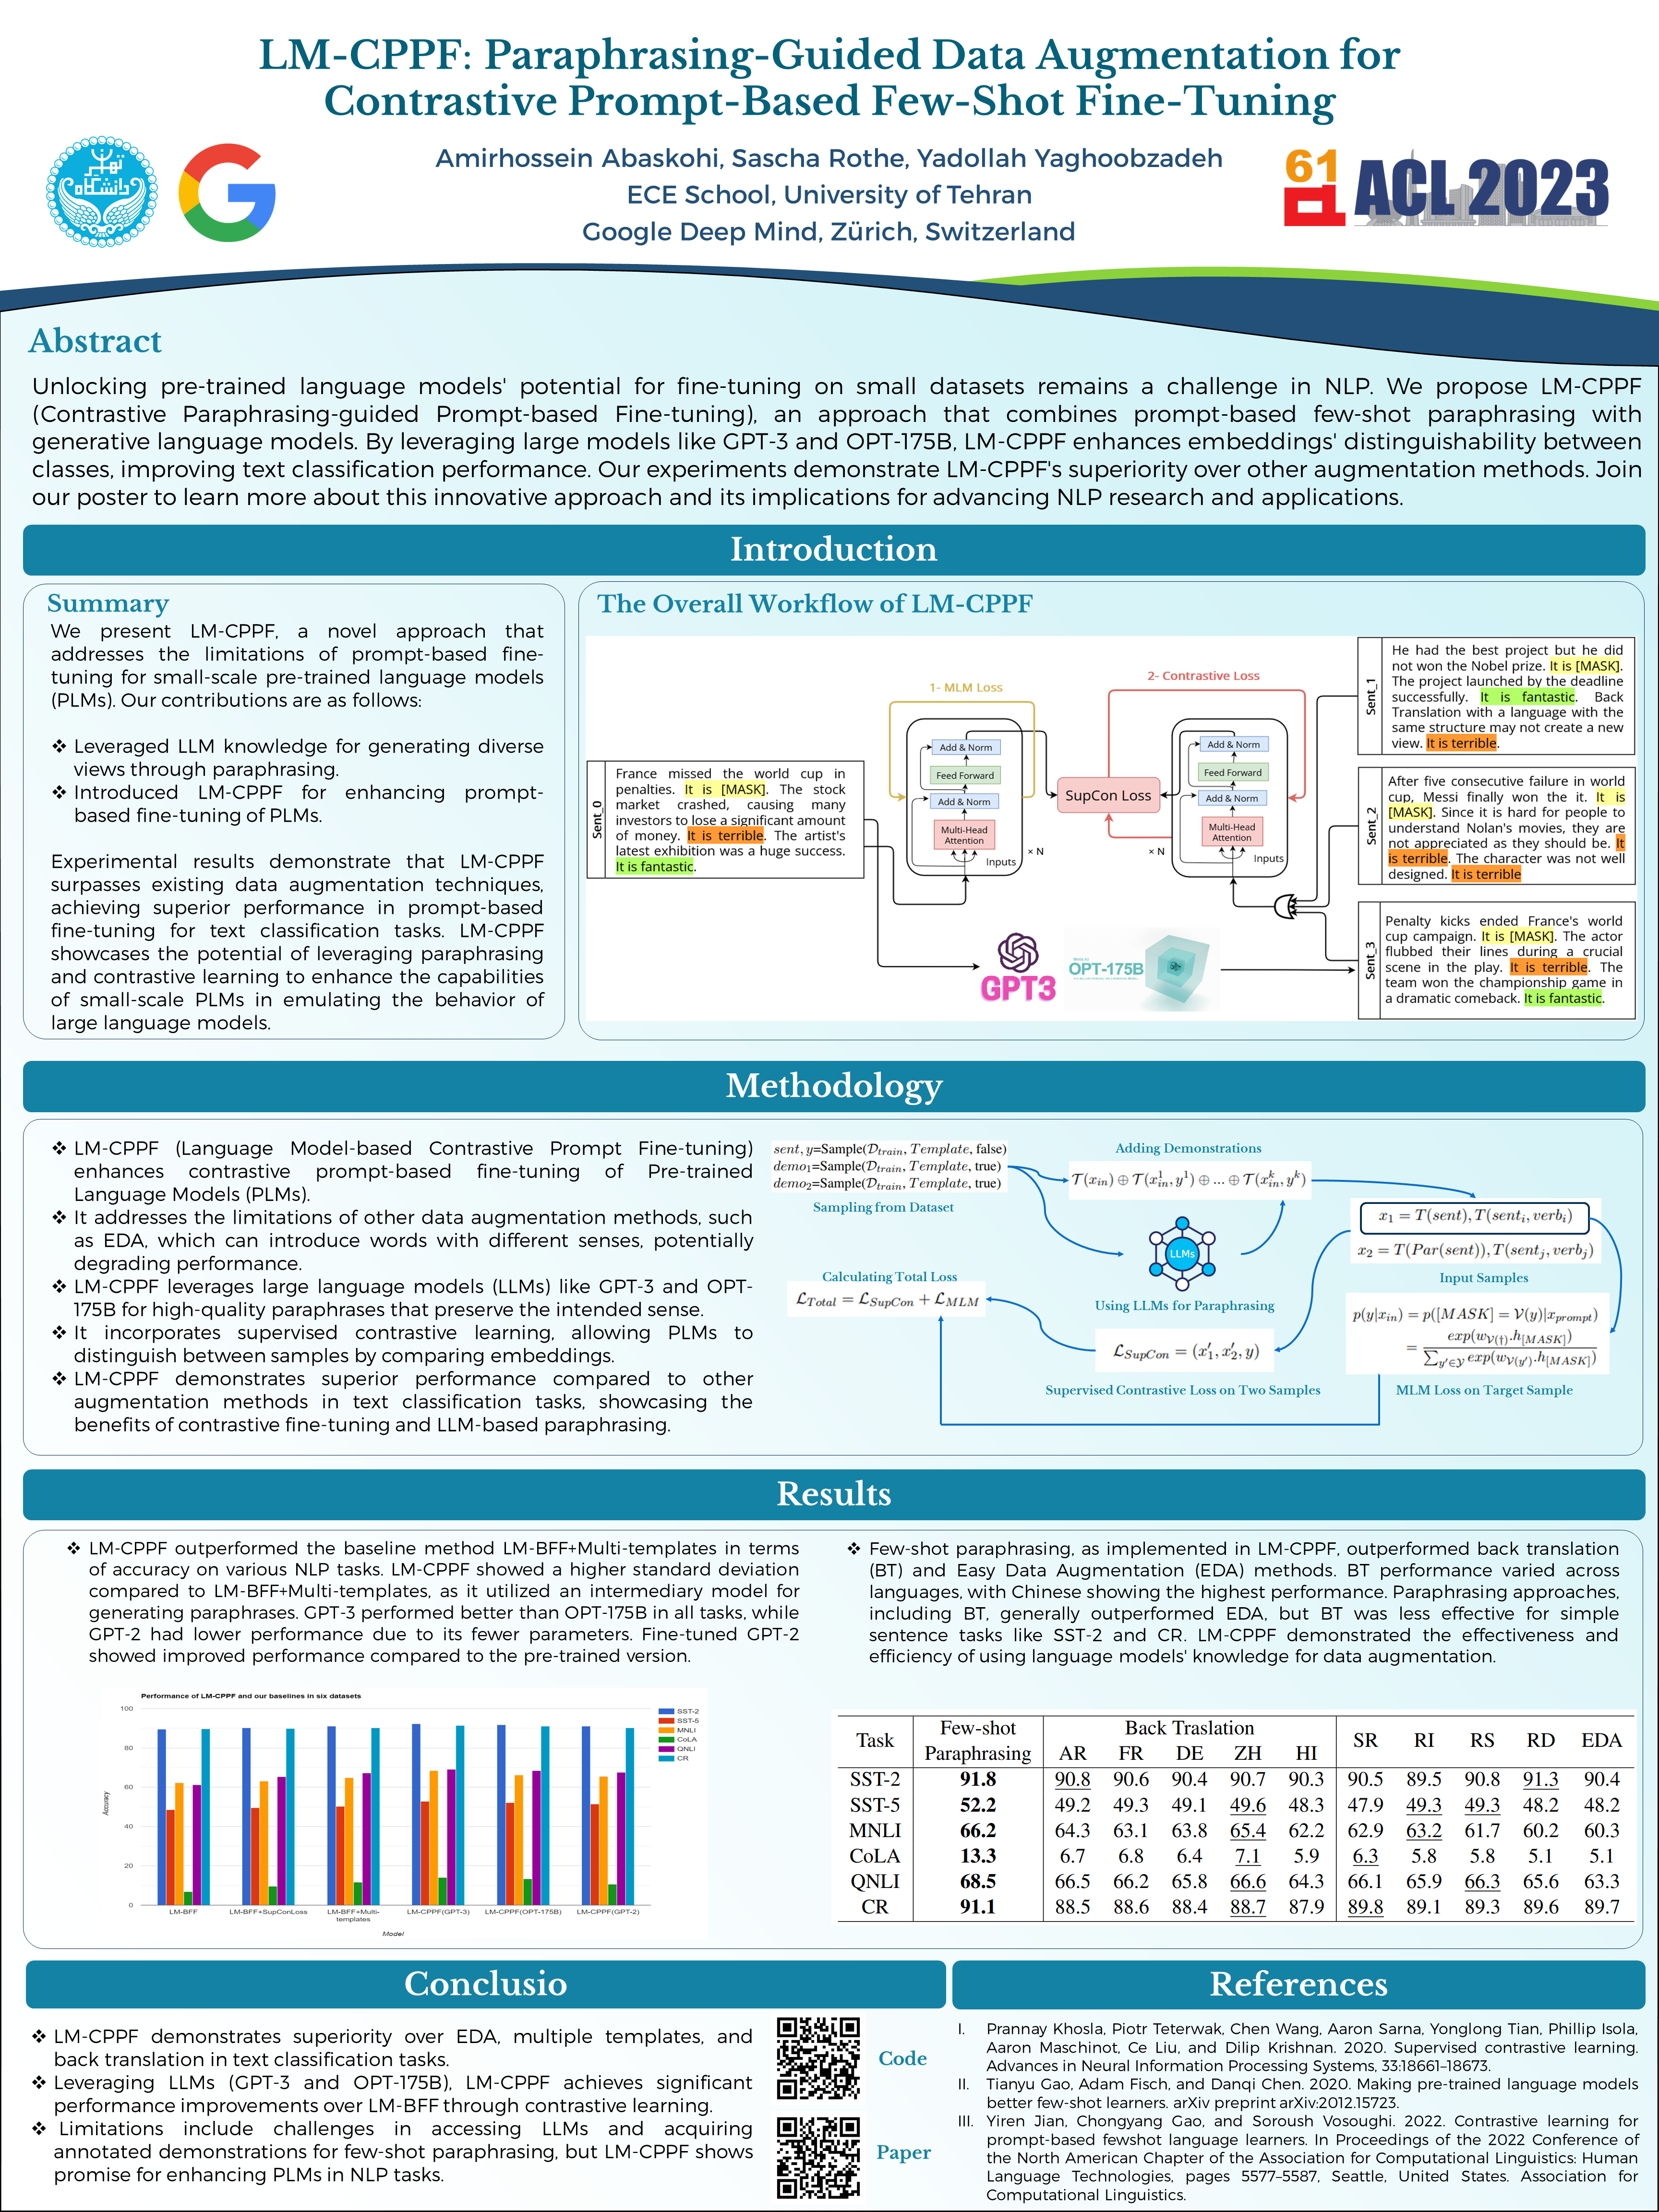 LM-CPPF: Paraphrasing-Guided Data Augmentation for
Contrastive Prompt-Based Few-Shot Fine-Tuning
Amirhossein Abaskohi, Sascha Rothe, Yadollah Yaghoobzadeh
ECE School, University of Tehran
Google Deep Mind, Zürich, Switzerland
61
ACL 2023
Abstract
Unlocking pre-trained language models' potential for fine-tuning on small datasets remains a challenge in NLP. We propose LM-CPPF
(Contrastive Paraphrasing-guided Prompt-based Fine-tuning), an approach that combines prompt-based few-shot paraphrasing with
generative language models. By leveraging large models like GPT-3 and OPT-175B, LM-CPPF enhances embeddings' distinguishability between
classes, improving text classification performance. Our experiments demonstrate LM-CPPF's superiority over other augmentation methods. Join
our poster to learn more about this innovative approach and its implications for advancing NLP research and applications.
Introduction
Summary
We present LM-CPPF, a novel approach that
addresses the limitations of prompt-based fine-
tuning for small-scale pre-trained language models
(PLMs). Our contributions are as follows:
❖ Leveraged LLM knowledge for generating diverse
views through paraphrasing.
❖ Introduced LM-CPPF for enhancing prompt-
based fine-tuning of PLMs.
Experimental results demonstrate that LM-CPPF
surpasses existing data augmentation techniques,
achieving superior performance in prompt-based
fine-tuning for text classification tasks. LM-CPPF
showcases the potential of leveraging paraphrasing
and contrastive learning to enhance the capabilities
of small-scale PLMs in emulating the behavior of
large language models.
The Overall Workflow of LM-CPPF
Sent_0
France missed the world cup in
penalties. It is [MASK]. The stock
market crashed, causing many
investors to lose a significant amount
of money. It is terrible. The artist's
latest exhibition was a huge success.
It is fantastic.
1- MLM Loss
Add & Norm
Feed Forward
Add & Norm
Multi-Head
Attention
Inputs
× N
SupCon Loss
2- Contrastive Loss
Add & Norm
Feed Forward
Add & Norm
Multi-Head
Attention
Inputs
× N
GPT3
Meta AI
OPT-175B
Sent_1
He had the best project but he did
not won the Nobel prize. It is [MASK].
The project launched by the deadline
successfully. It is fantastic. Back
Translation with a language with the
same structure may not create a new
view. It is terrible.
Sent_2
After five consecutive failure in world
cup, Messi finally won the it. It is
[MASK]. Since it is hard for people to
understand Nolan's movies, they are
not appreciated as they should be. It
is terrible. The character was not well
designed. It is terrible
Sent_3
Penalty kicks ended France's world
cup campaign. It is [MASK]. The actor
flubbed their lines during a crucial
scene in the play. It is terrible. The
team won the championship game in
a dramatic comeback. It is fantastic.
Methodology
❖ LM-CPPF (Language Model-based Contrastive Prompt Fine-tuning)
enhances contrastive prompt-based fine-tuning of Pre-trained
Language Models (PLMs).
❖ It addresses the limitations of other data augmentation methods, such
as EDA, which can introduce words with different senses, potentially
degrading performance.
❖ LM-CPPF leverages large language models (LLMs) like GPT-3 and OPT-
175B for high-quality paraphrases that preserve the intended sense.
❖ It incorporates supervised contrastive learning, allowing PLMs to
distinguish between samples by comparing embeddings.
❖ LM-CPPF demonstrates superior performance compared to other
augmentation methods in text classification tasks, showcasing the
benefits of contrastive fine-tuning and LLM-based paraphrasing.
sent, y=Sample(𝒟train, Template, false)
demo₁=Sample(𝒟train, Template, true)
demo₂=Sample(𝒟train, Template, true)
Sampling from Dataset
Adding Demonstrations
𝒯(x_in) ⊕ 𝒯(x¹_in, y¹) ⊕ ... ⊕ 𝒯(x^k_in, y^k)
LLMs
Using LLMs for Paraphrasing
x₁ = T(sent), T(sentᵢ, verbᵢ)
x₂ = T(Par(sent)), T(sentⱼ, verbⱼ)
Input Samples
Calculating Total Loss
ℒ_Total = ℒ_SupCon + ℒ_MLM
ℒ_SupCon = (x′₁, x′₂, y)
Supervised Contrastive Loss on Two Samples
p(y|x_in) = p([MASK] = 𝒱(y)|x_prompt)
= exp(w_𝒱(†).h_[MASK]) / ∑_y′∈𝒴 exp(w_𝒱(y′).h_[MASK])
MLM Loss on Target Sample
Results
❖ LM-CPPF outperformed the baseline method LM-BFF+Multi-templates in terms
of accuracy on various NLP tasks. LM-CPPF showed a higher standard deviation
compared to LM-BFF+Multi-templates, as it utilized an intermediary model for
generating paraphrases. GPT-3 performed better than OPT-175B in all tasks, while
GPT-2 had lower performance due to its fewer parameters. Fine-tuned GPT-2
showed improved performance compared to the pre-trained version.
Performance of LM-CPPF and our baselines in six datasets
100
80
60
40
20
0
Accuracy
LM-BFF
LM-BFF+SupConLoss
LM-BFF+Multi-
templates
LM-CPPF(GPT-3)
LM-CPPF(OPT-175B)
LM-CPPF(GPT-2)
Model
SST-2
SST-5
MNLI
CoLA
QNLI
CR
❖ Few-shot paraphrasing, as implemented in LM-CPPF, outperformed back translation
(BT) and Easy Data Augmentation (EDA) methods. BT performance varied across
languages, with Chinese showing the highest performance. Paraphrasing approaches,
including BT, generally outperformed EDA, but BT was less effective for simple
sentence tasks like SST-2 and CR. LM-CPPF demonstrated the effectiveness and
efficiency of using language models' knowledge for data augmentation.
Task Few-shot Paraphrasing Back Traslation SR RI RS RD EDA
AR FR DE ZH HI
SST-2 91.8 90.8 90.6 90.4 90.7 90.3 90.5 89.5 90.8 91.3 90.4
SST-5 52.2 49.2 49.3 49.1 49.6 48.3 47.9 49.3 49.3 48.2 48.2
MNLI 66.2 64.3 63.1 63.8 65.4 62.2 62.9 63.2 61.7 60.2 60.3
CoLA 13.3 6.7 6.8 6.4 7.1 5.9 6.3 5.8 5.8 5.1 5.1
QNLI 68.5 66.5 66.2 65.8 66.6 64.3 66.1 65.9 66.3 65.6 63.3
CR 91.1 88.5 88.6 88.4 88.7 87.9 89.8 89.1 89.3 89.6 89.7
Conclusio
❖ LM-CPPF demonstrates superiority over EDA, multiple templates, and
back translation in text classification tasks.
❖ Leveraging LLMs (GPT-3 and OPT-175B), LM-CPPF achieves significant
performance improvements over LM-BFF through contrastive learning.
❖ Limitations include challenges in accessing LLMs and acquiring
annotated demonstrations for few-shot paraphrasing, but LM-CPPF shows
promise for enhancing PLMs in NLP tasks.
Code
Paper
References
I. Prannay Khosla, Piotr Teterwak, Chen Wang, Aaron Sarna, Yonglong Tian, Phillip Isola,
Aaron Maschinot, Ce Liu, and Dilip Krishnan. 2020. Supervised contrastive learning.
Advances in Neural Information Processing Systems, 33:18661–18673.
II. Tianyu Gao, Adam Fisch, and Danqi Chen. 2020. Making pre-trained language models
better few-shot learners. arXiv preprint arXiv:2012.15723.
III. Yiren Jian, Chongyang Gao, and Soroush Vosoughi. 2022. Contrastive learning for
prompt-based fewshot language learners. In Proceedings of the 2022 Conference of
the North American Chapter of the Association for Computational Linguistics: Human
Language Technologies, pages 5577–5587, Seattle, United States. Association for
Computational Linguistics.